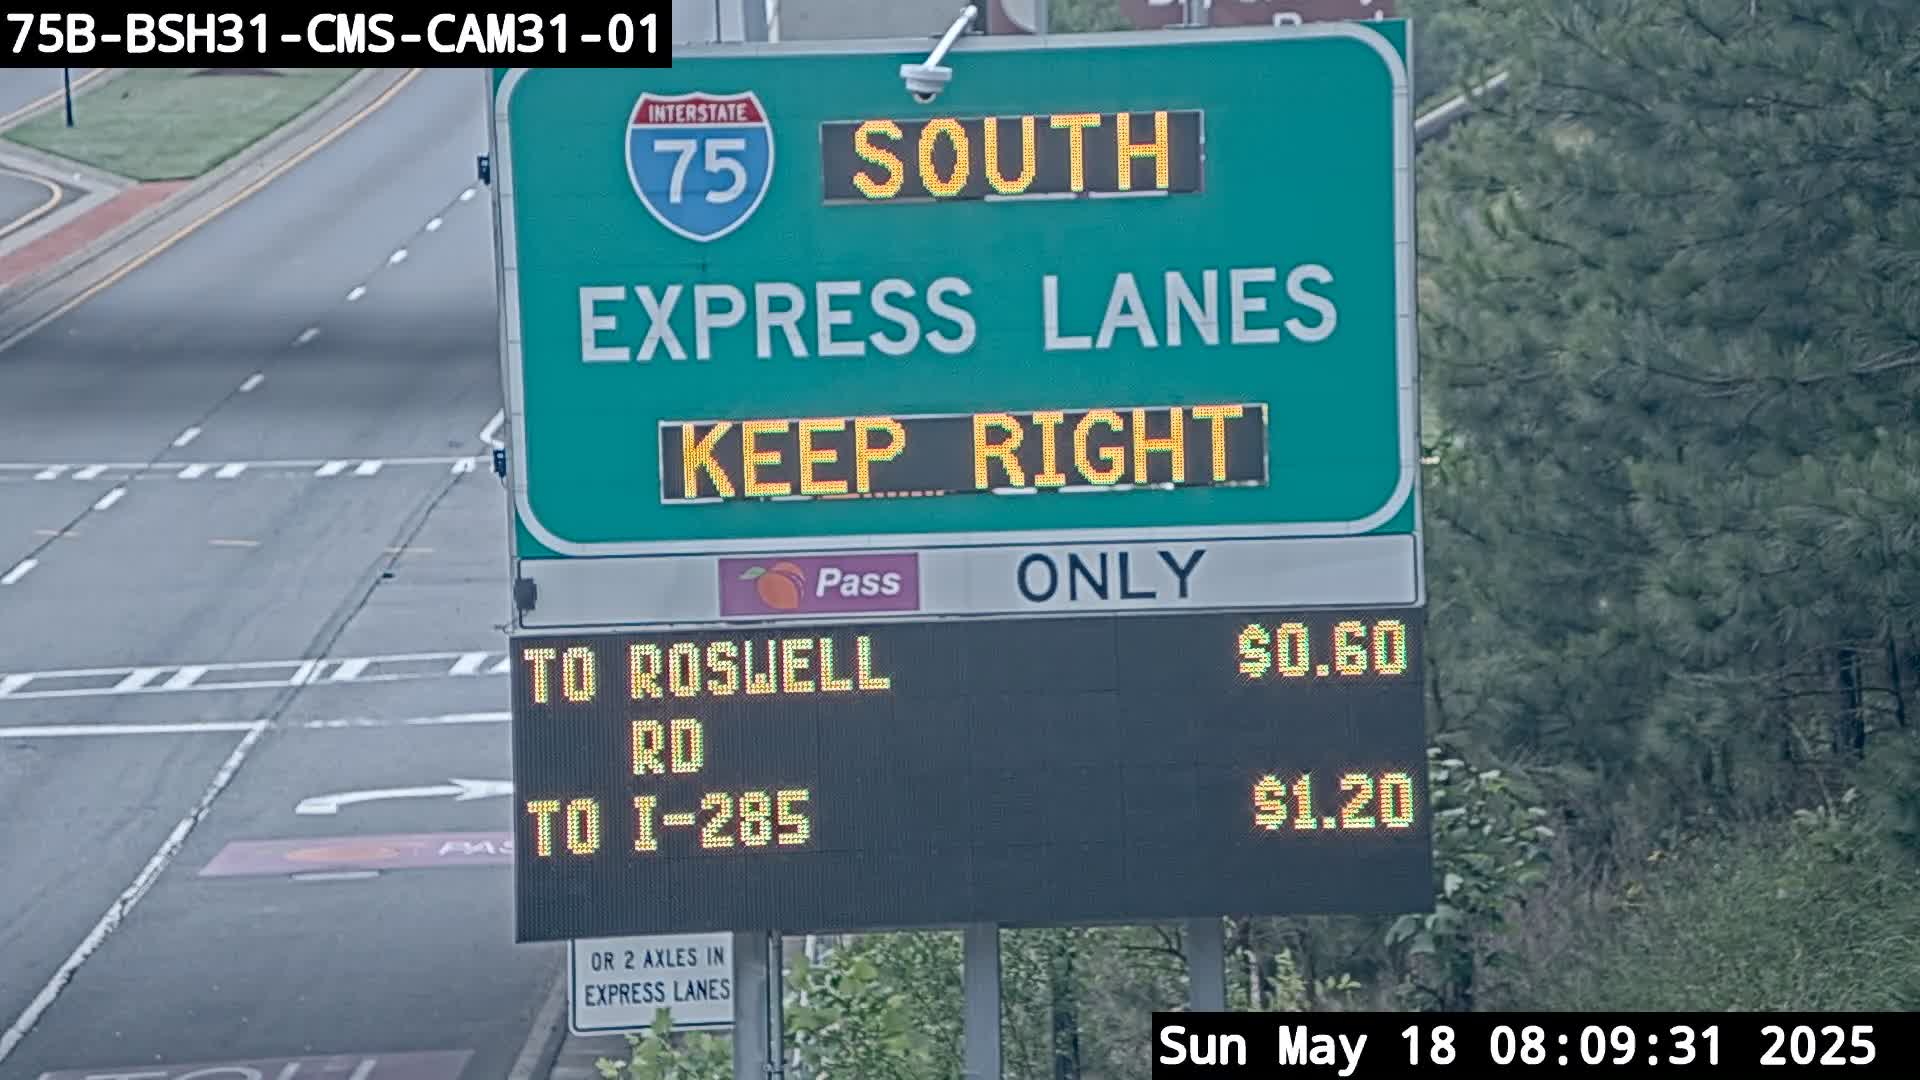 75B-BSH31-CMS-CAM31-01
INTERSTATE
75
SOUTH
EXPRESS LANES
KEEP RIGHT
Pass ONLY
TO ROSWELL $0.60
RD
TO I-285 $1.20
OR 2 AXLES IN
EXPRESS LANES
Sun May 18 08:09:31 2025